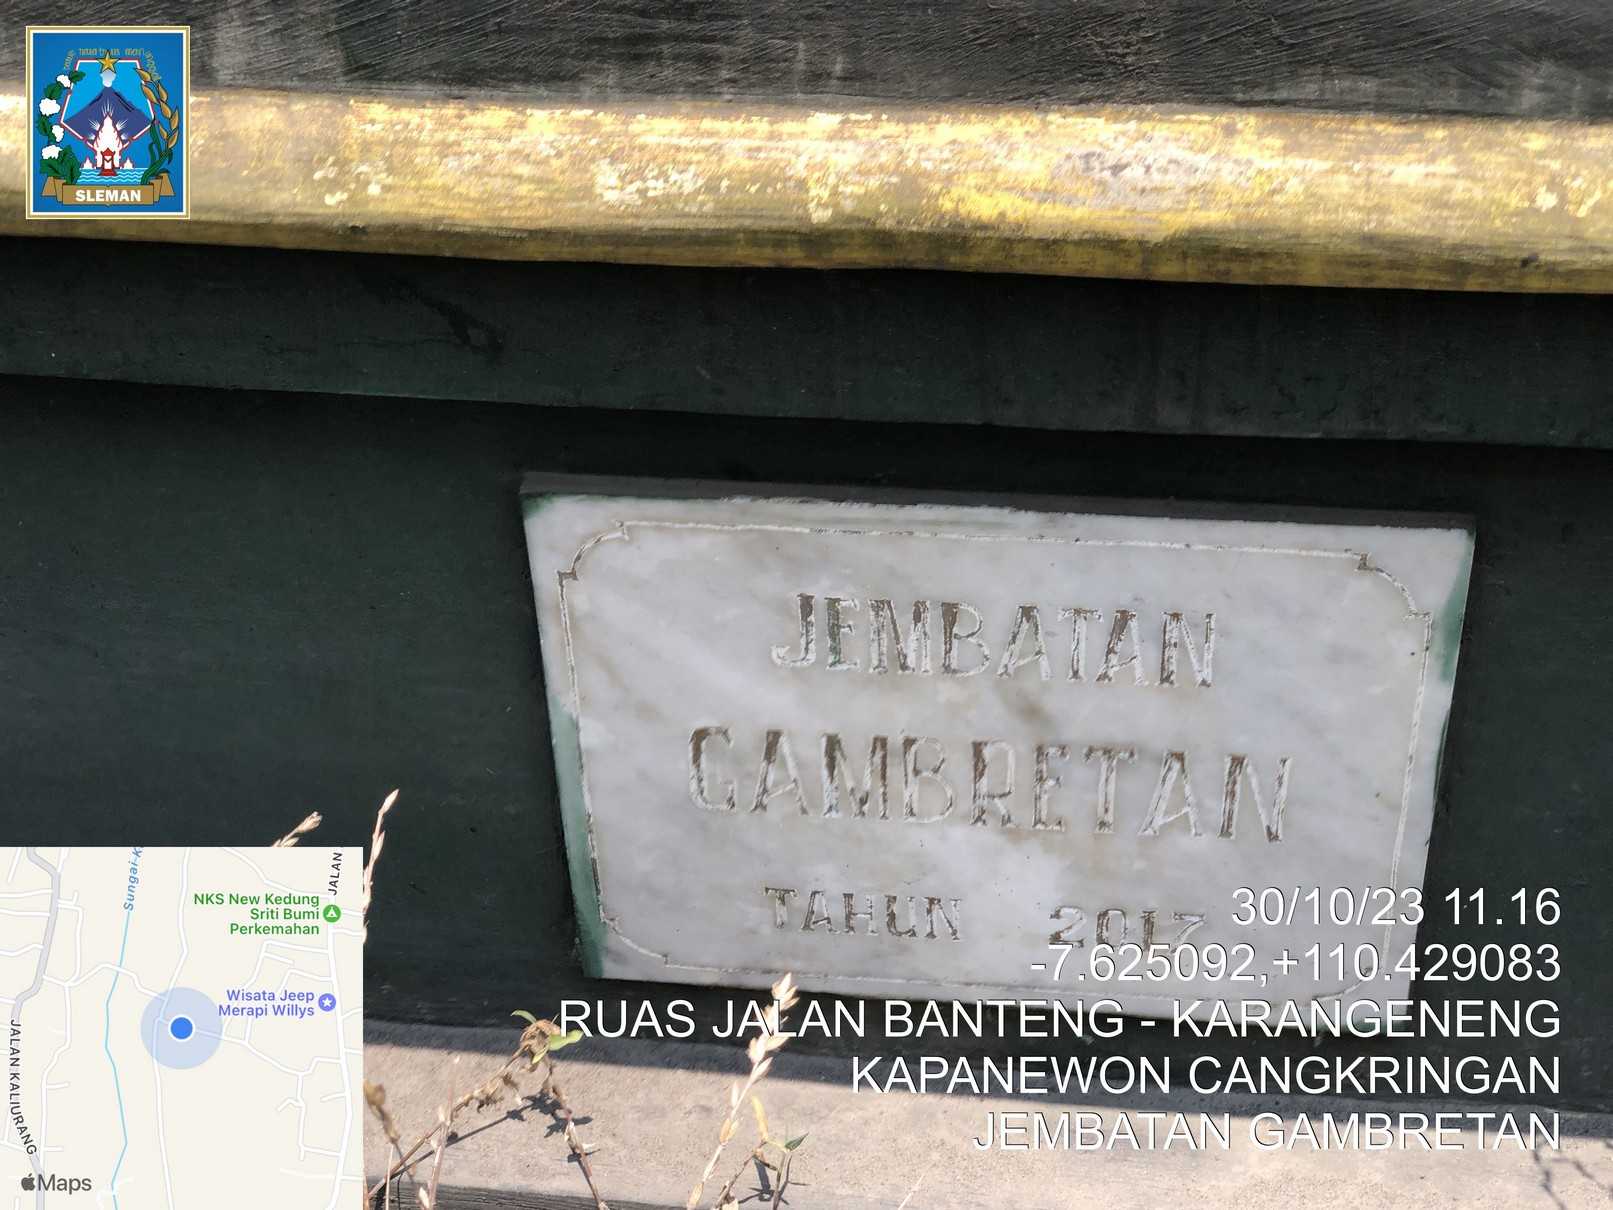 SLEMAN
JEMBATAN
GAMBRETAN
TAHUN 2017
30/10/23 11.16
-7.625092,+110.429083
RUAS JALAN BANTENG - KARANGENENG
KAPANEWON CANGKRINGAN
JEMBATAN GAMBRETAN
Sungai-K
JALAN
NKS New Kedung
Sriti Bumi
Perkemahan
Wisata Jeep
Merapi Willys
JALAN KALIURANG
Maps